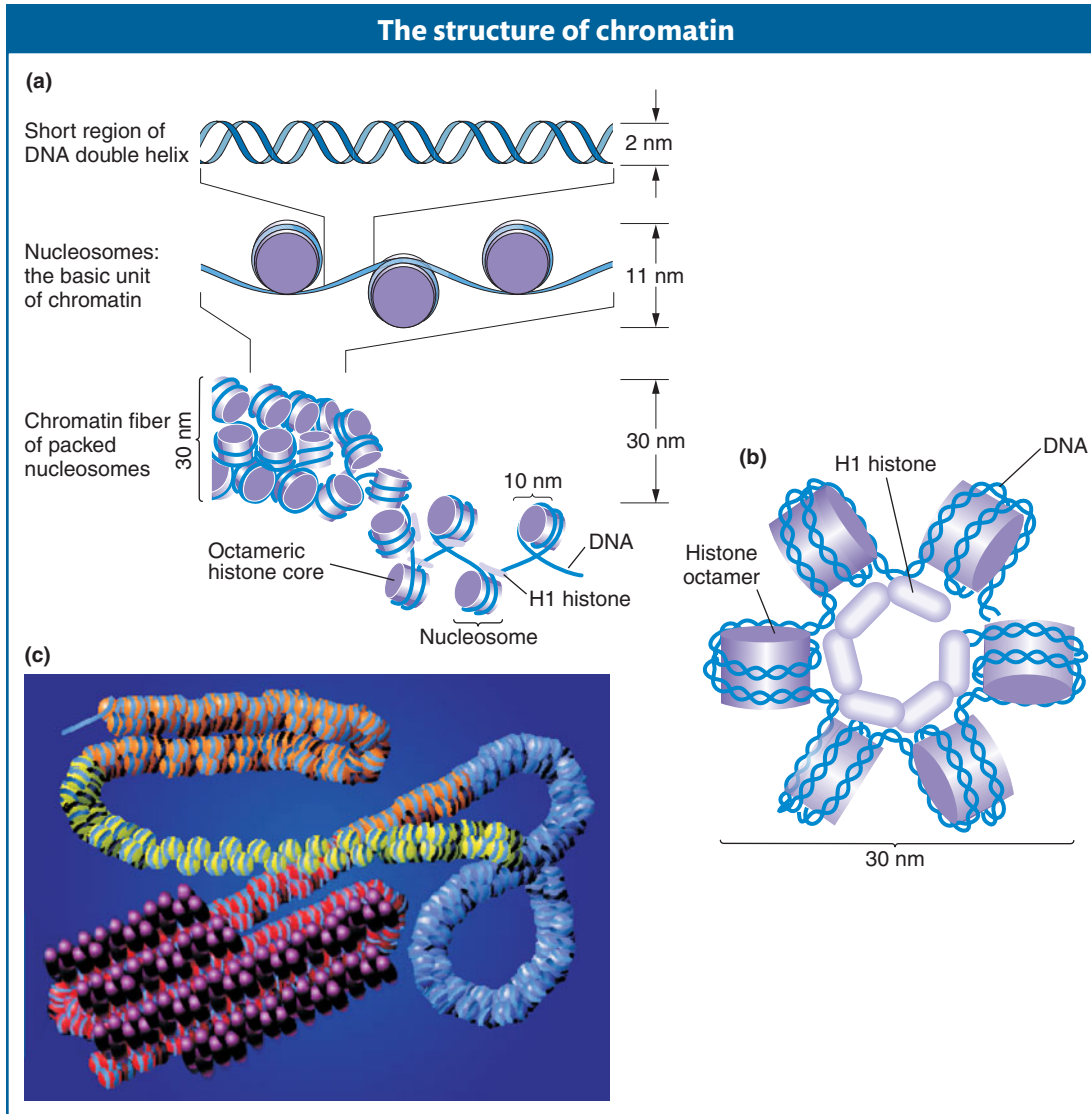 The structure of chromatin
(a)
Short region of
DNA double helix
2 nm
Nucleosomes:
the basic unit
of chromatin
11 nm
Chromatin fiber
of packed
nucleosomes
30 nm
30 nm
10 nm
DNA
Octameric
histone core
H1 histone
Nucleosome
(b)
H1 histone
DNA
Histone
octamer
30 nm
(c)